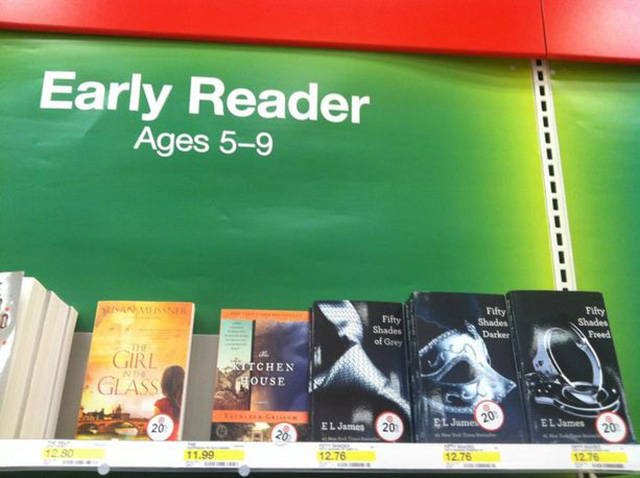 Early Reader
Ages 5–9
SUSAN MEISSNER
THE
GIRL
IN THE
GLASS
The
KITCHEN
HOUSE
KATHLEEN GRISSOM
Fifty
Shades
of Grey
E L James
Fifty
Shades
Darker
E L James
Fifty
Shades
Freed
E L James
20%
20%
20%
20%
20%
12.80
11.99
12.76
12.76
12.76